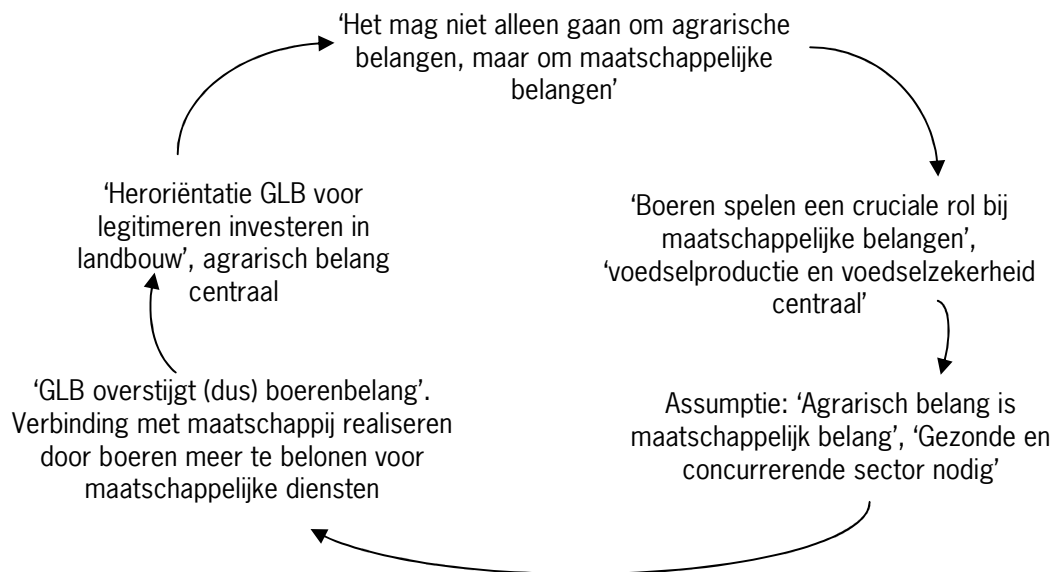 ‘Het mag niet alleen gaan om agrarische
belangen, maar om maatschappelijke
belangen’
‘Boeren spelen een cruciale rol bij
maatschappelijke belangen’,
‘voedselproductie en voedselzekerheid
centraal’
Assumptie: ‘Agrarisch belang is
maatschappelijk belang’, ‘Gezonde en
concurrerende sector nodig’
‘GLB overstijgt (dus) boerenbelang’.
Verbinding met maatschappij realiseren
door boeren meer te belonen voor
maatschappelijke diensten
‘Heroriëntatie GLB voor
legitimeren investeren in
landbouw’, agrarisch belang
centraal